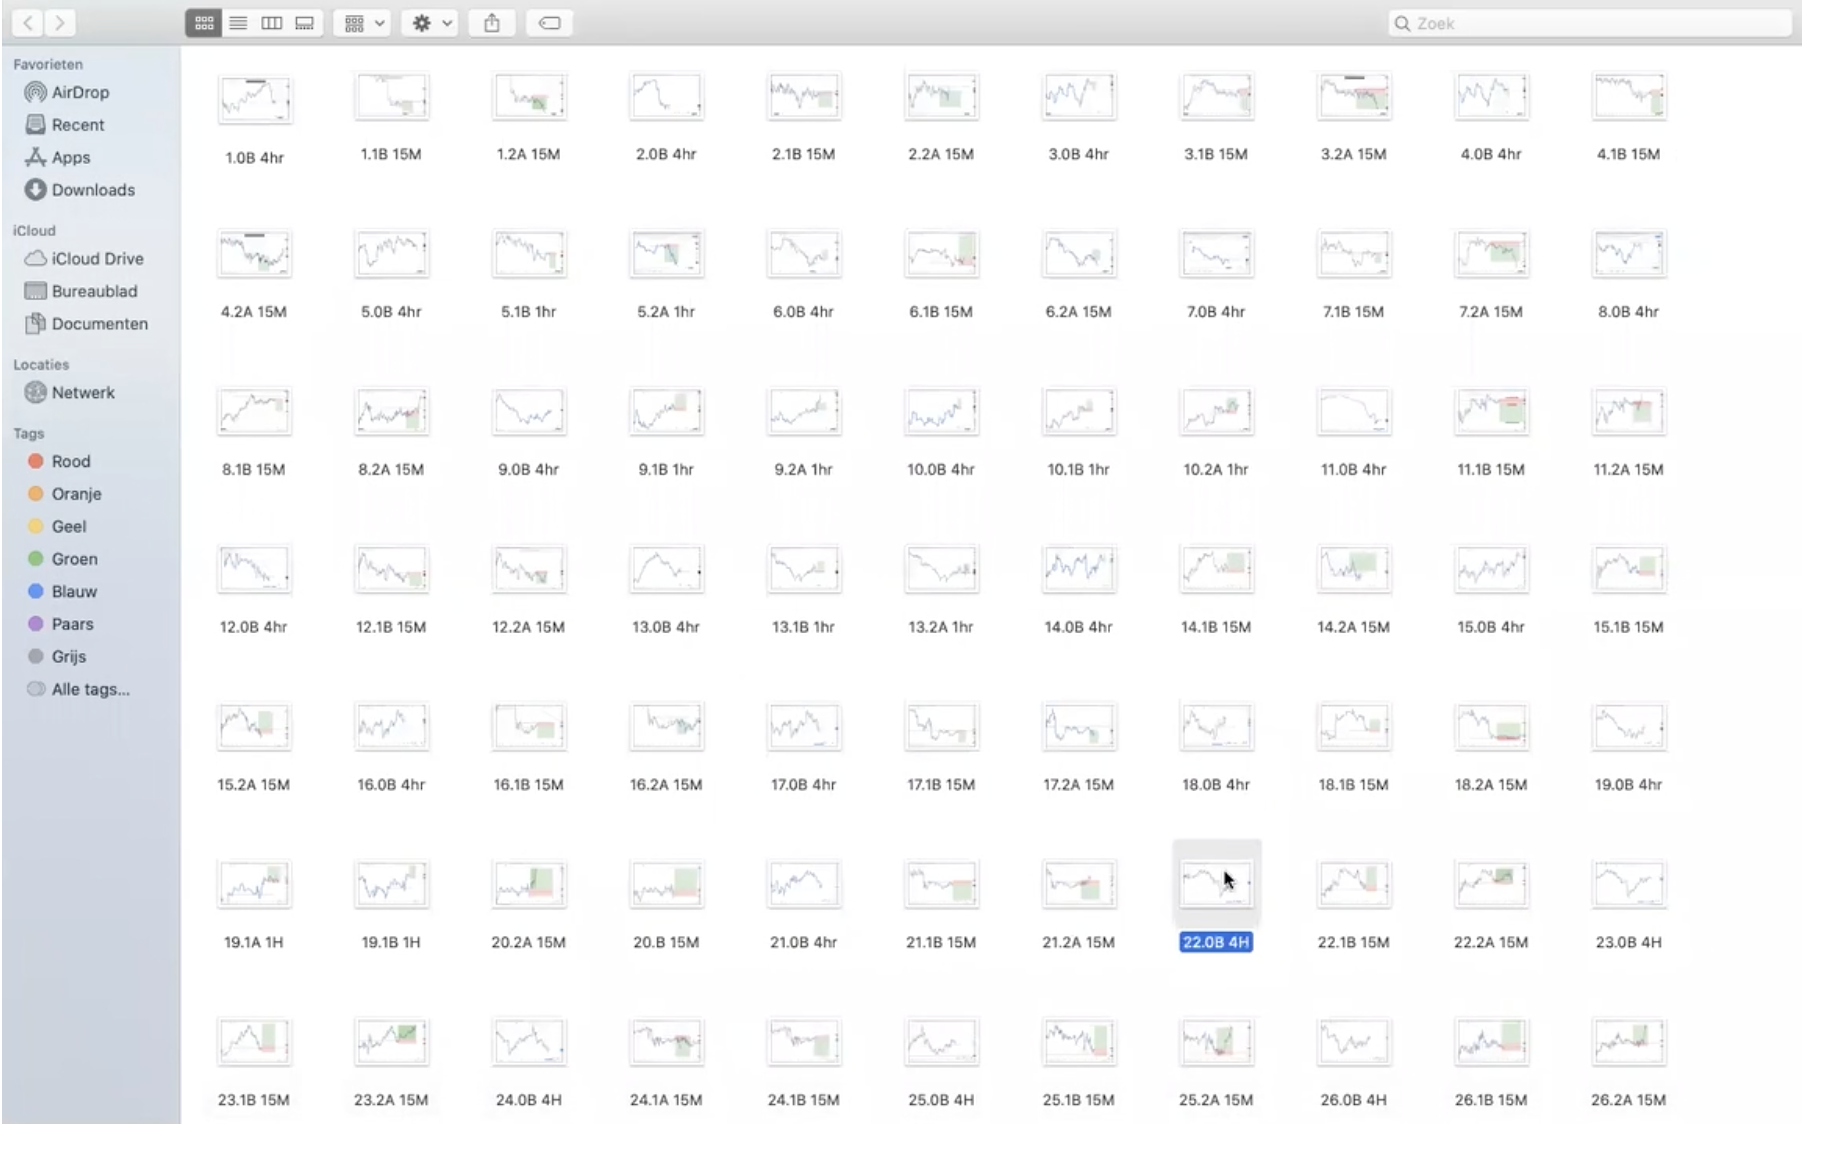 Zoek
Favorieten
AirDrop
Recent
Apps
Downloads
iCloud
iCloud Drive
Bureaublad
Documenten
Locaties
Netwerk
Tags
Rood
Oranje
Geel
Groen
Blauw
Paars
Grijs
Alle tags...
1.0B 4hr 1.1B 15M 1.2A 15M 2.0B 4hr 2.1B 15M 2.2A 15M 3.0B 4hr 3.1B 15M 3.2A 15M 4.0B 4hr 4.1B 15M
4.2A 15M 5.0B 4hr 5.1B 1hr 5.2A 1hr 6.0B 4hr 6.1B 15M 6.2A 15M 7.0B 4hr 7.1B 15M 7.2A 15M 8.0B 4hr
8.1B 15M 8.2A 15M 9.0B 4hr 9.1B 1hr 9.2A 1hr 10.0B 4hr 10.1B 1hr 10.2A 1hr 11.0B 4hr 11.1B 15M 11.2A 15M
12.0B 4hr 12.1B 15M 12.2A 15M 13.0B 4hr 13.1B 1hr 13.2A 1hr 14.0B 4hr 14.1B 15M 14.2A 15M 15.0B 4hr 15.1B 15M
15.2A 15M 16.0B 4hr 16.1B 15M 16.2A 15M 17.0B 4hr 17.1B 15M 17.2A 15M 18.0B 4hr 18.1B 15M 18.2A 15M 19.0B 4hr
19.1A 1H 19.1B 1H 20.2A 15M 20.B 15M 21.0B 4hr 21.1B 15M 21.2A 15M 22.0B 4H 22.1B 15M 22.2A 15M 23.0B 4H
23.1B 15M 23.2A 15M 24.0B 4H 24.1A 15M 24.1B 15M 25.0B 4H 25.1B 15M 25.2A 15M 26.0B 4H 26.1B 15M 26.2A 15M